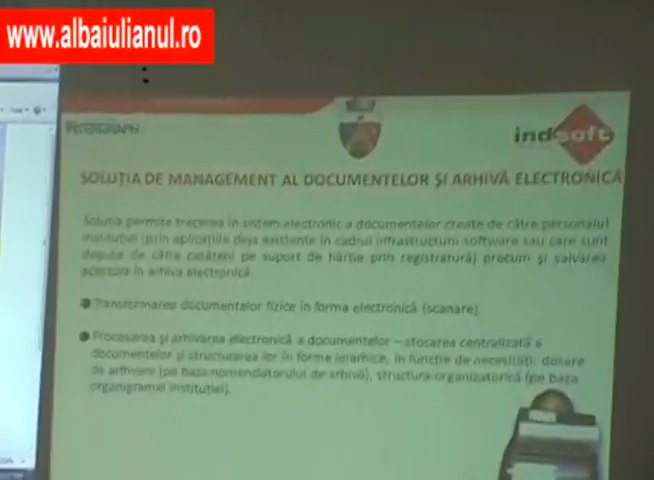 www.albaiulianul.ro
indsoft
SOLUȚIA DE MANAGEMENT AL DOCUMENTELOR ȘI ARHIVĂ ELECTRONICĂ
Soluția permite trecerea în sistem electronic a documentelor create de către personalul
instituției (prin aplicațiile deja existente în cadrul infrastructurii software sau care sunt
depuse de către cetățeni pe suport de hârtie prin registratură) precum și salvarea
acestora în arhiva electronică.
Transformarea documentelor fizice în forma electronică (scanare)
Procesarea și arhivarea electronică a documentelor – stocarea centralizată a
documentelor și structurarea lor în forme ierarhice, în funcție de necesități: dosare
de arhivare (pe baza nomenclatorului de arhivă), structura organizatorică (pe baza
organigramei instituției).